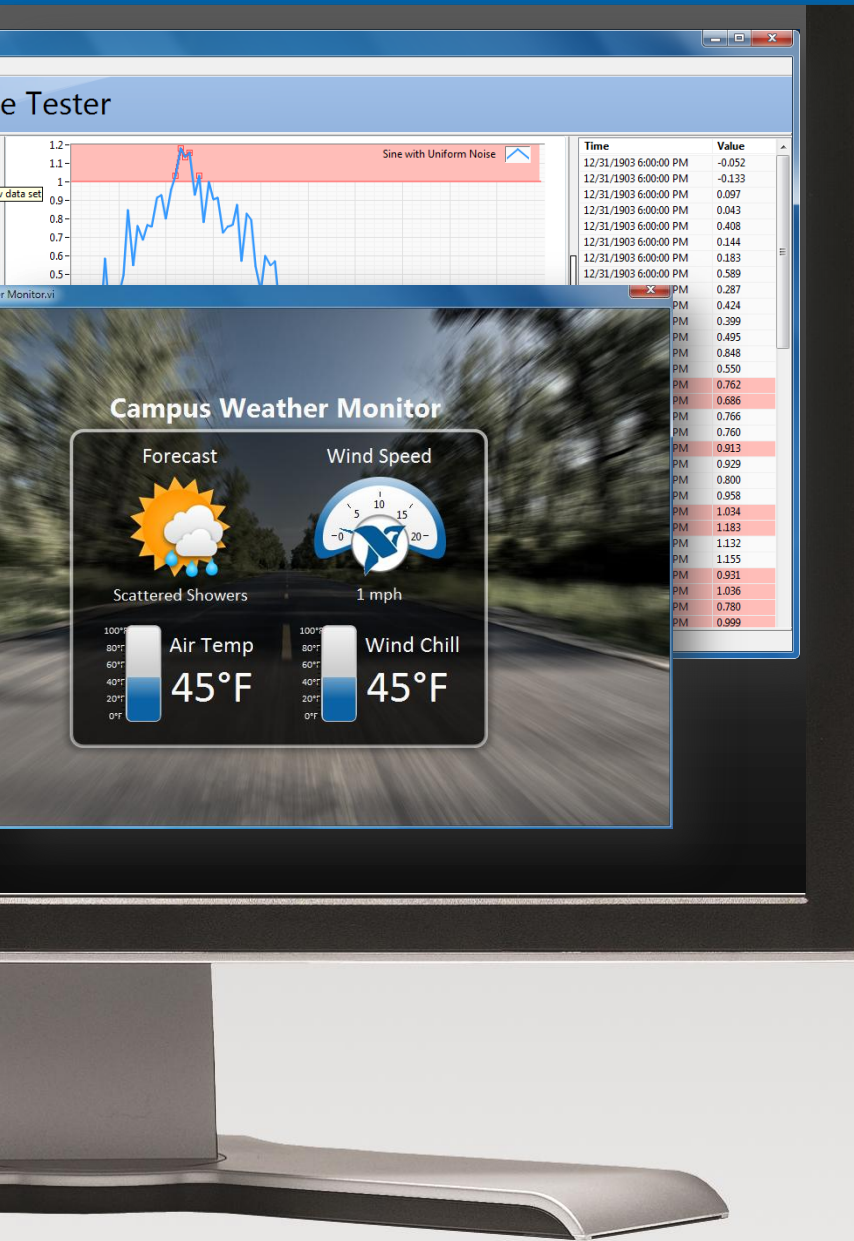 e Tester
Time Value
1.2
Sine with Uniform Noise
1.1
1
v data set
0.9
0.8
0.7
0.6
0.5
12/31/1903 6:00:00 PM -0.052
12/31/1903 6:00:00 PM -0.133
12/31/1903 6:00:00 PM 0.097
12/31/1903 6:00:00 PM 0.043
12/31/1903 6:00:00 PM 0.408
12/31/1903 6:00:00 PM 0.144
12/31/1903 6:00:00 PM 0.183
12/31/1903 6:00:00 PM 0.589
PM 0.287
PM 0.424
PM 0.399
PM 0.495
PM 0.848
PM 0.550
PM 0.762
PM 0.686
PM 0.766
PM 0.760
PM 0.913
PM 0.929
PM 0.800
PM 0.958
PM 1.034
PM 1.183
PM 1.132
PM 1.155
PM 0.931
PM 1.036
PM 0.780
PM 0.999
er Monitor.vi
Campus Weather Monitor
Forecast
Wind Speed
0 5 10 15 20
Scattered Showers
1 mph
100°F
80°F
60°F
40°F
20°F
0°F
Air Temp
45°F
100°F
80°F
60°F
40°F
20°F
0°F
Wind Chill
45°F